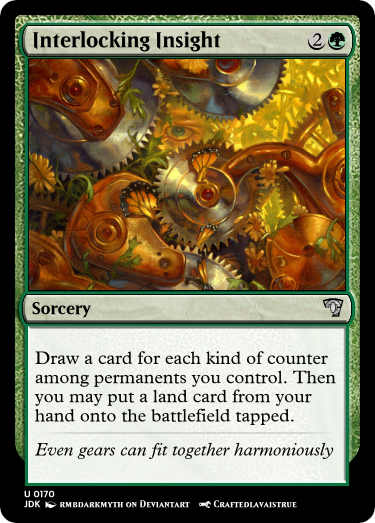 Interlocking Insight 2
Sorcery
Draw a card for each kind of counter
among permanents you control. Then
you may put a land card from your
hand onto the battlefield tapped.
Even gears can fit together harmoniously
U 0170
JDK rmbdarkmyth on Deviantart Craftedlavaistrue